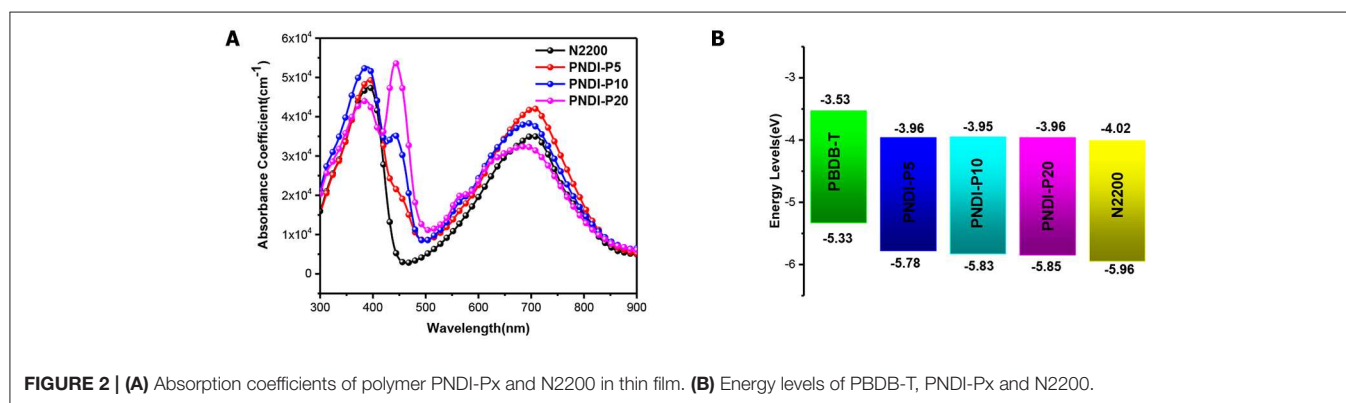 A
Absorbance Coefficient(cm⁻¹)
6x10⁴
5x10⁴
4x10⁴
3x10⁴
2x10⁴
1x10⁴
0
N2200
PNDI-P5
PNDI-P10
PNDI-P20
300 400 500 600 700 800 900
Wavelength(nm)
B
Energy Levels(eV)
-3
-4
-5
-6
-3.53
PBDB-T
-5.33
-3.96
PNDI-P5
-5.78
-3.95
PNDI-P10
-5.83
-3.96
PNDI-P20
-5.85
-4.02
N2200
-5.96
FIGURE 2 | (A) Absorption coefficients of polymer PNDI-Px and N2200 in thin film. (B) Energy levels of PBDB-T, PNDI-Px and N2200.